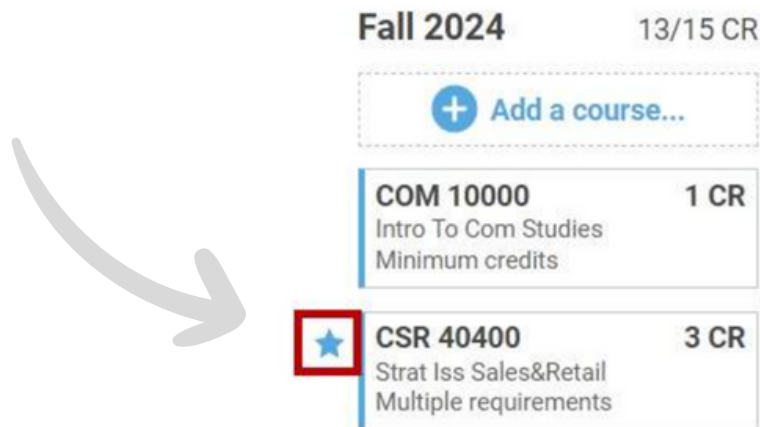 Fall 2024 13/15 CR
Add a course...
COM 10000 1 CR
Intro To Com Studies
Minimum credits
CSR 40400 3 CR
Strat Iss Sales&Retail
Multiple requirements